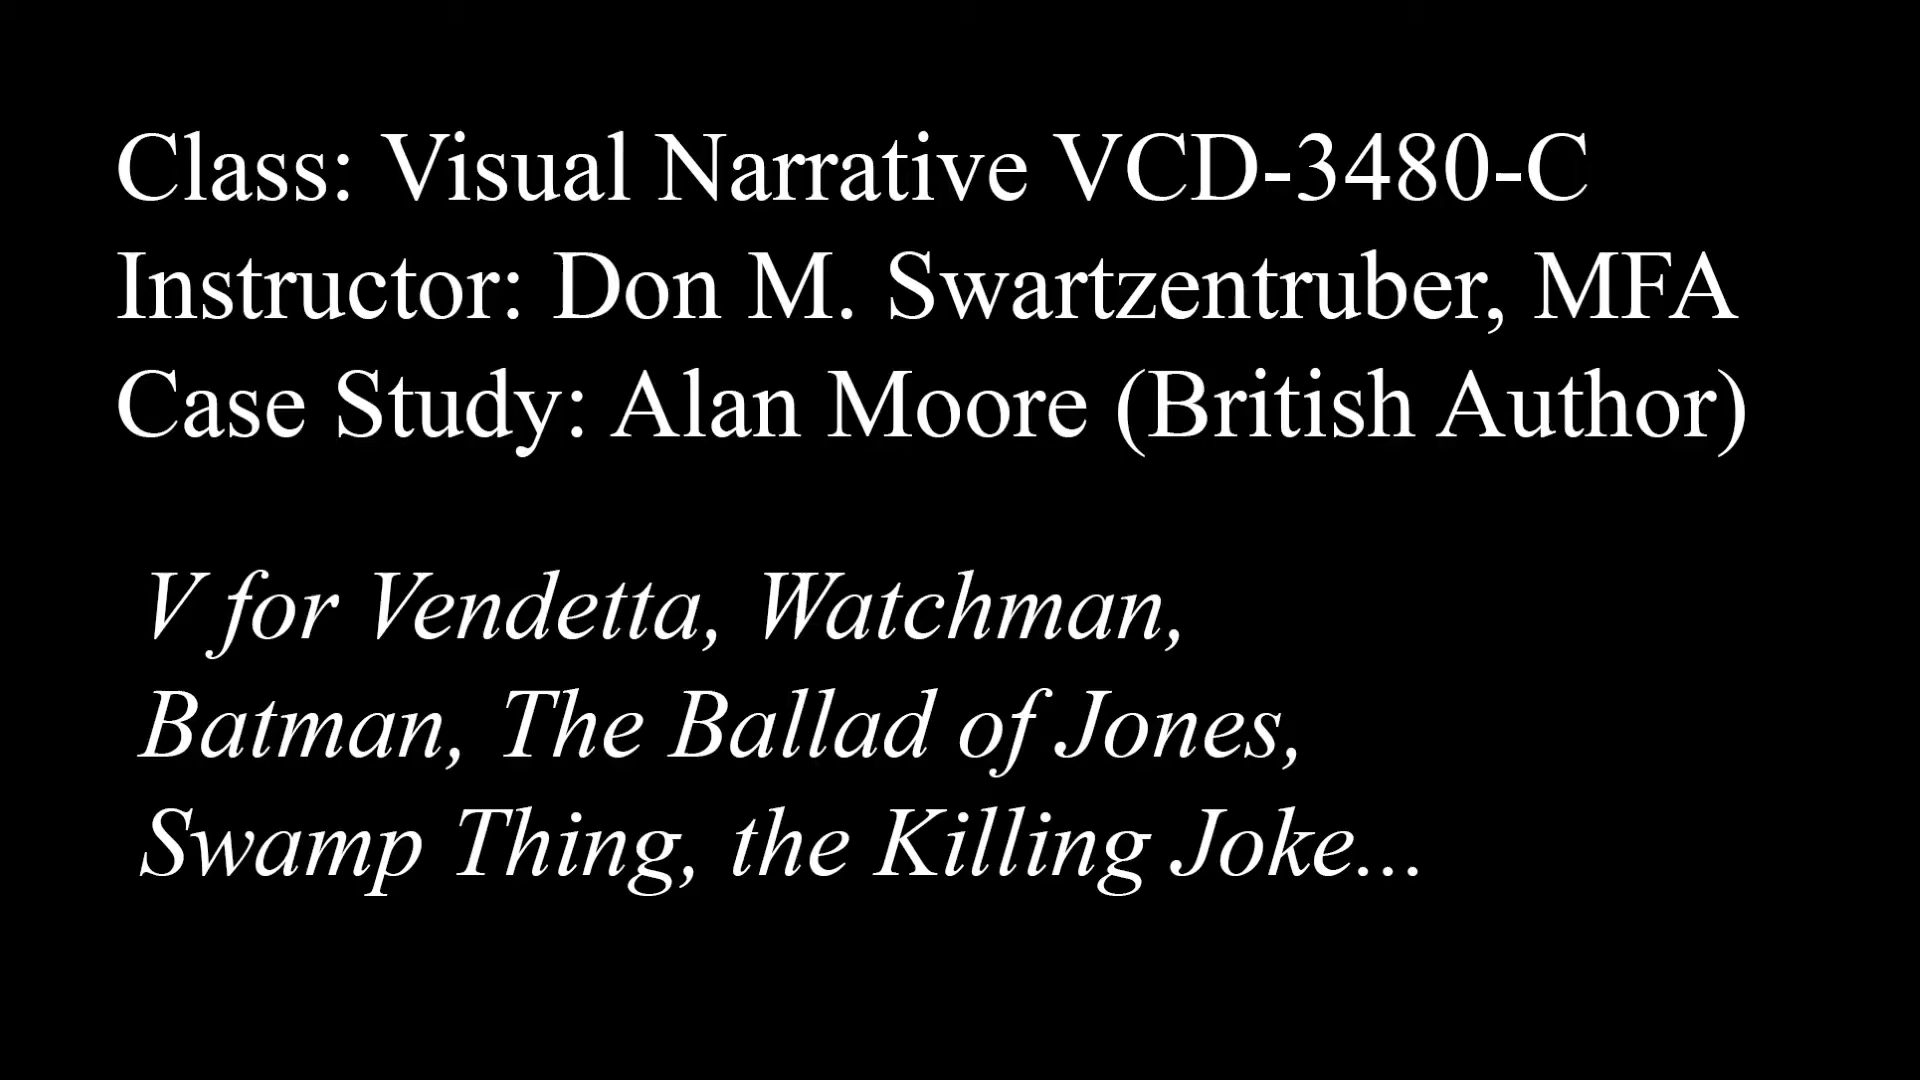 Class: Visual Narrative VCD-3480-C
Instructor: Don M. Swartzentruber, MFA
Case Study: Alan Moore (British Author)
V for Vendetta, Watchman,
Batman, The Ballad of Jones,
Swamp Thing, the Killing Joke...